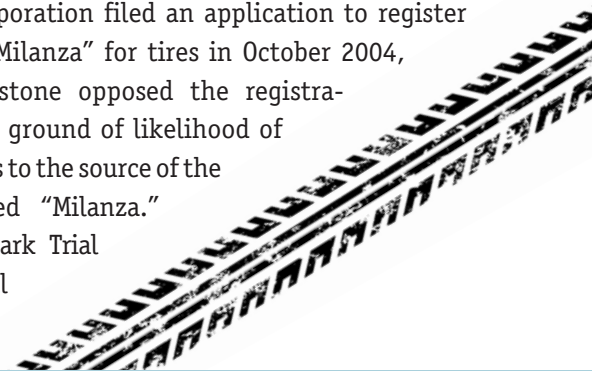 poration filed an application to register
Milanza” for tires in October 2004,
stone opposed the registra-
ground of likelihood of
s to the source of the
ed “Milanza.”
ark Trial
l